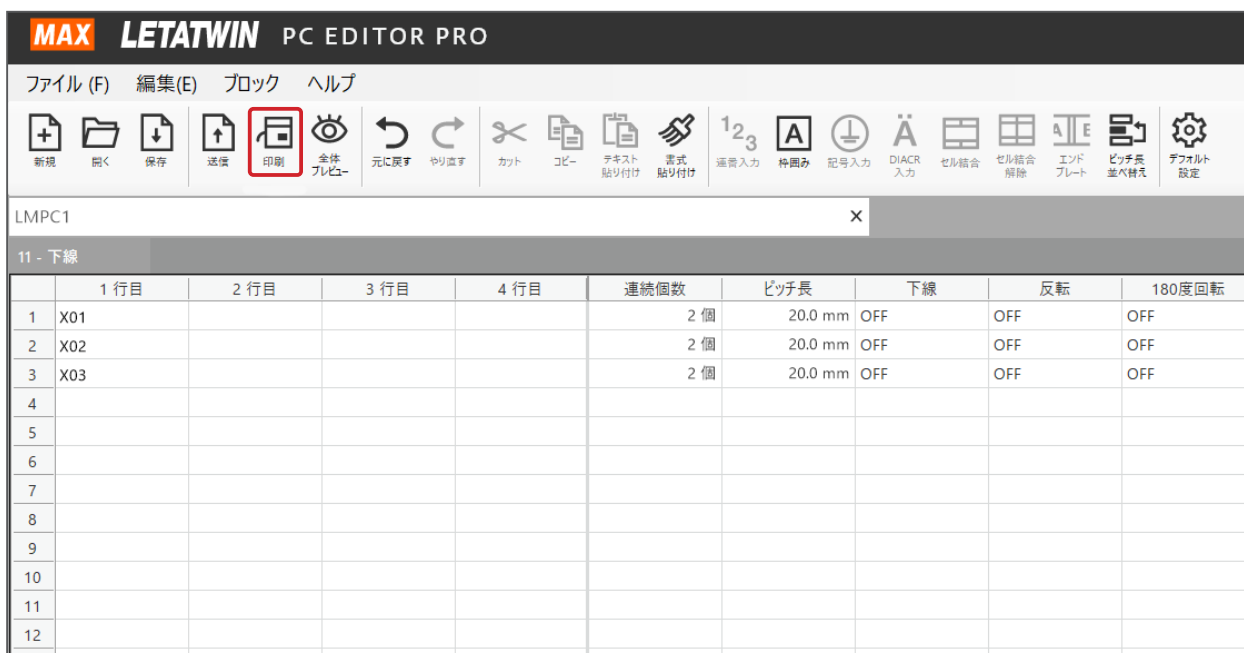 MAX LETATWIN PC EDITOR PRO
ファイル (F) 編集(E) ブロック ヘルプ
新規 開く 保存 送信 印刷 全体プレビュー 元に戻す やり直す カット コピー テキスト貼り付け 書式貼り付け 連番入力 枠囲み 記号入力 DIACR入力 セル結合 セル結合解除 エンドプレート ピッチ長並べ替え デフォルト設定
LMPC1 ×
11 - 下線
1 行目 2 行目 3 行目 4 行目 連続個数 ピッチ長 下線 反転 180度回転
1 X01 2 個 20.0 mm OFF OFF OFF
2 X02 2 個 20.0 mm OFF OFF OFF
3 X03 2 個 20.0 mm OFF OFF OFF
4
5
6
7
8
9
10
11
12